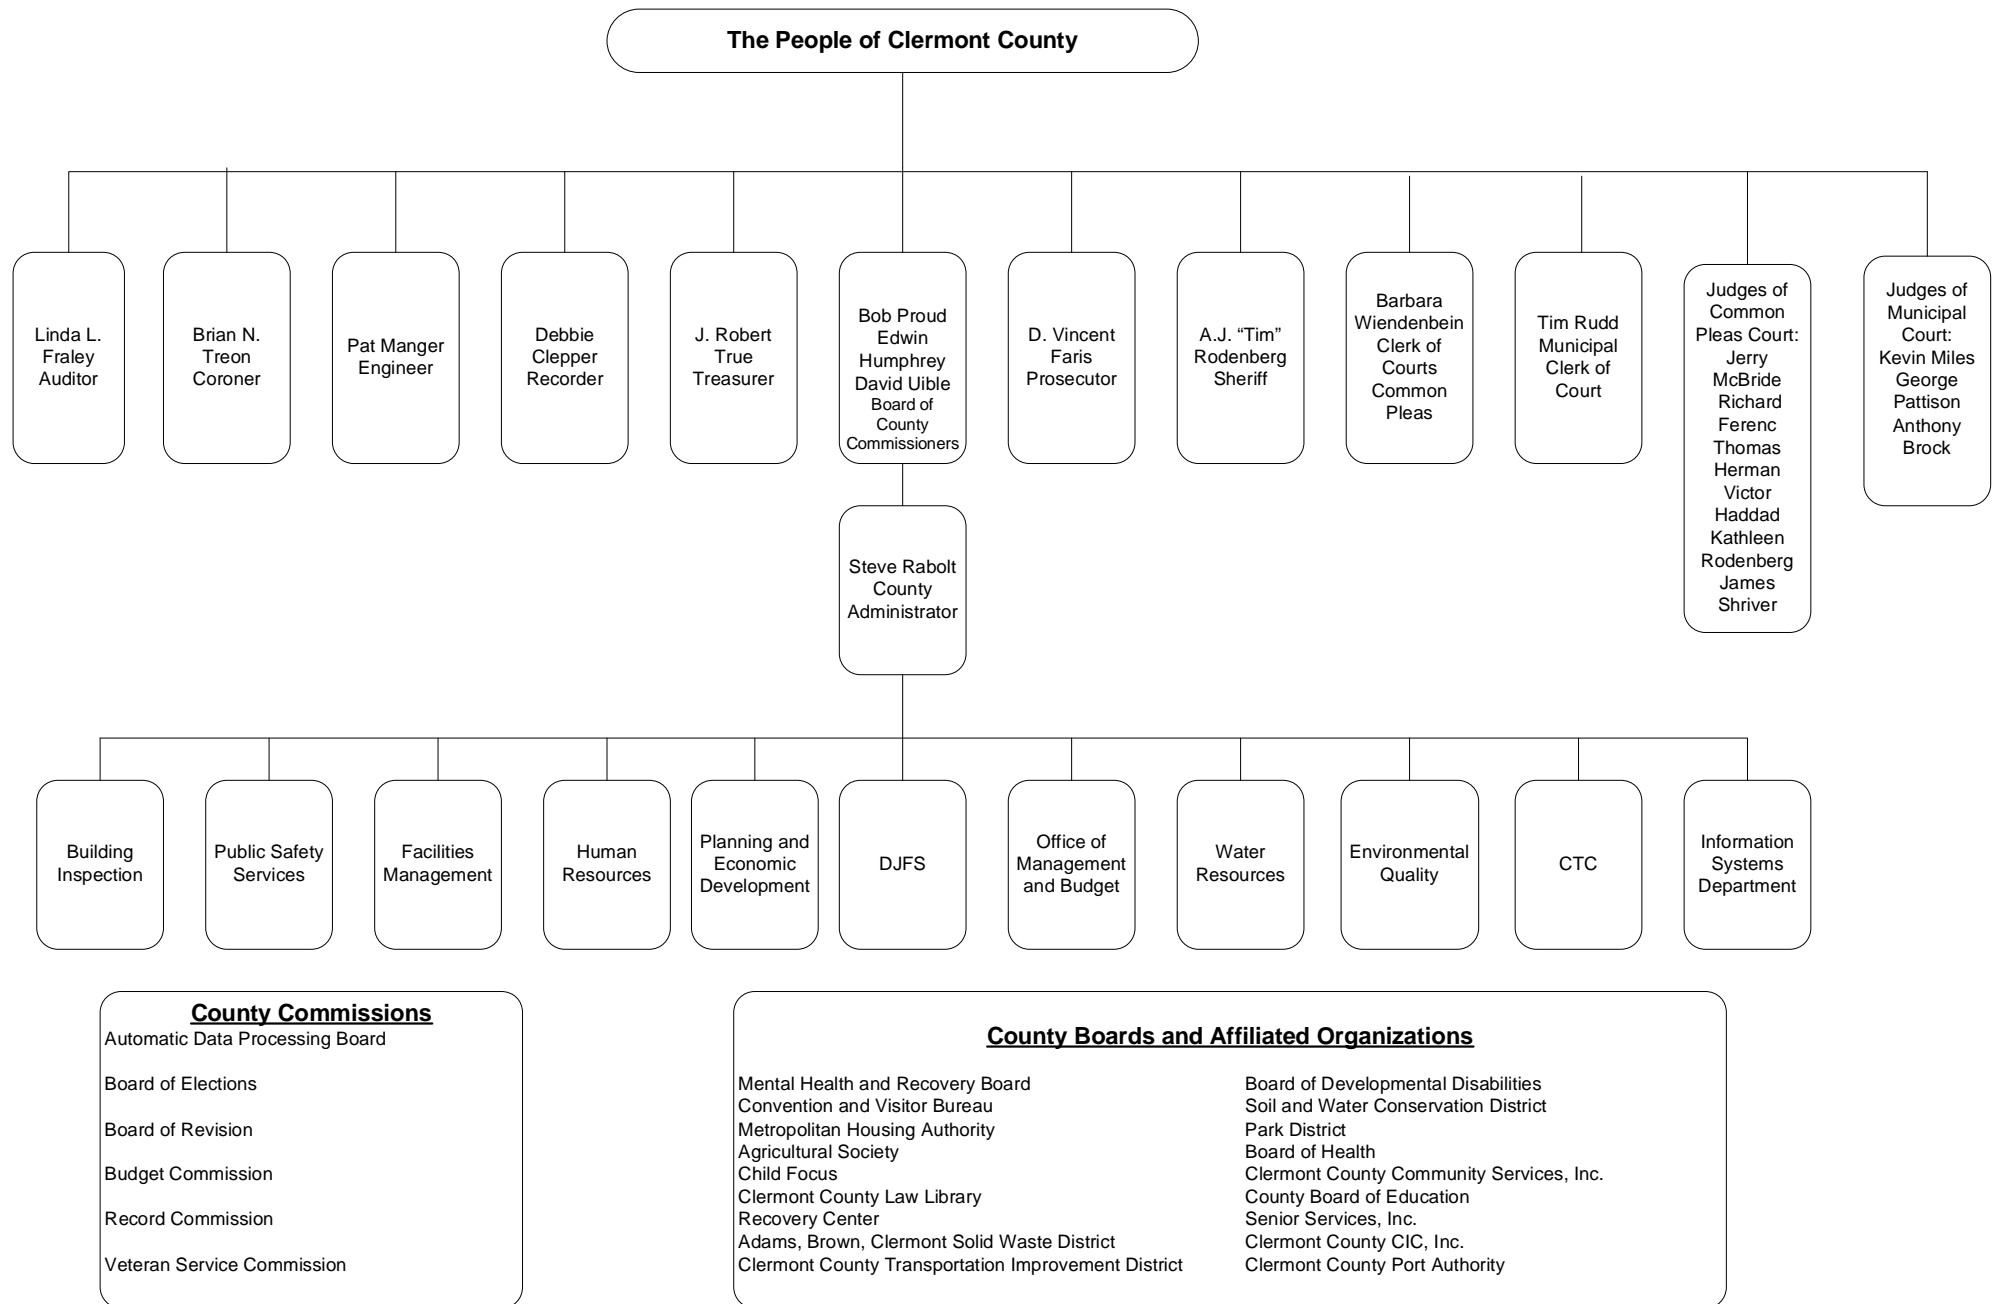 The People of Clermont County
Linda L.
Fraley
Auditor
Brian N.
Treon
Coroner
Pat Manger
Engineer
Debbie
Clepper
Recorder
J. Robert
True
Treasurer
Bob Proud
Edwin
Humphrey
David Uible
Board of
County
Commissioners
D. Vincent
Faris
Prosecutor
A.J. “Tim”
Rodenberg
Sheriff
Barbara
Wiendenbein
Clerk of
Courts
Common
Pleas
Tim Rudd
Municipal
Clerk of
Court
Judges of
Common
Pleas Court:
Jerry
McBride
Richard
Ferenc
Thomas
Herman
Victor
Haddad
Kathleen
Rodenberg
James
Shriver
Judges of
Municipal
Court:
Kevin Miles
George
Pattison
Anthony
Brock
Steve Rabolt
County
Administrator
Building
Inspection
Public Safety
Services
Facilities
Management
Human
Resources
Planning and
Economic
Development
DJFS
Office of
Management
and Budget
Water
Resources
Environmental
Quality
CTC
Information
Systems
Department
County Commissions
Automatic Data Processing Board
Board of Elections
Board of Revision
Budget Commission
Record Commission
Veteran Service Commission
County Boards and Affiliated Organizations
Mental Health and Recovery Board
Convention and Visitor Bureau
Metropolitan Housing Authority
Agricultural Society
Child Focus
Clermont County Law Library
Recovery Center
Adams, Brown, Clermont Solid Waste District
Clermont County Transportation Improvement District
Board of Developmental Disabilities
Soil and Water Conservation District
Park District
Board of Health
Clermont County Community Services, Inc.
County Board of Education
Senior Services, Inc.
Clermont County CIC, Inc.
Clermont County Port Authority